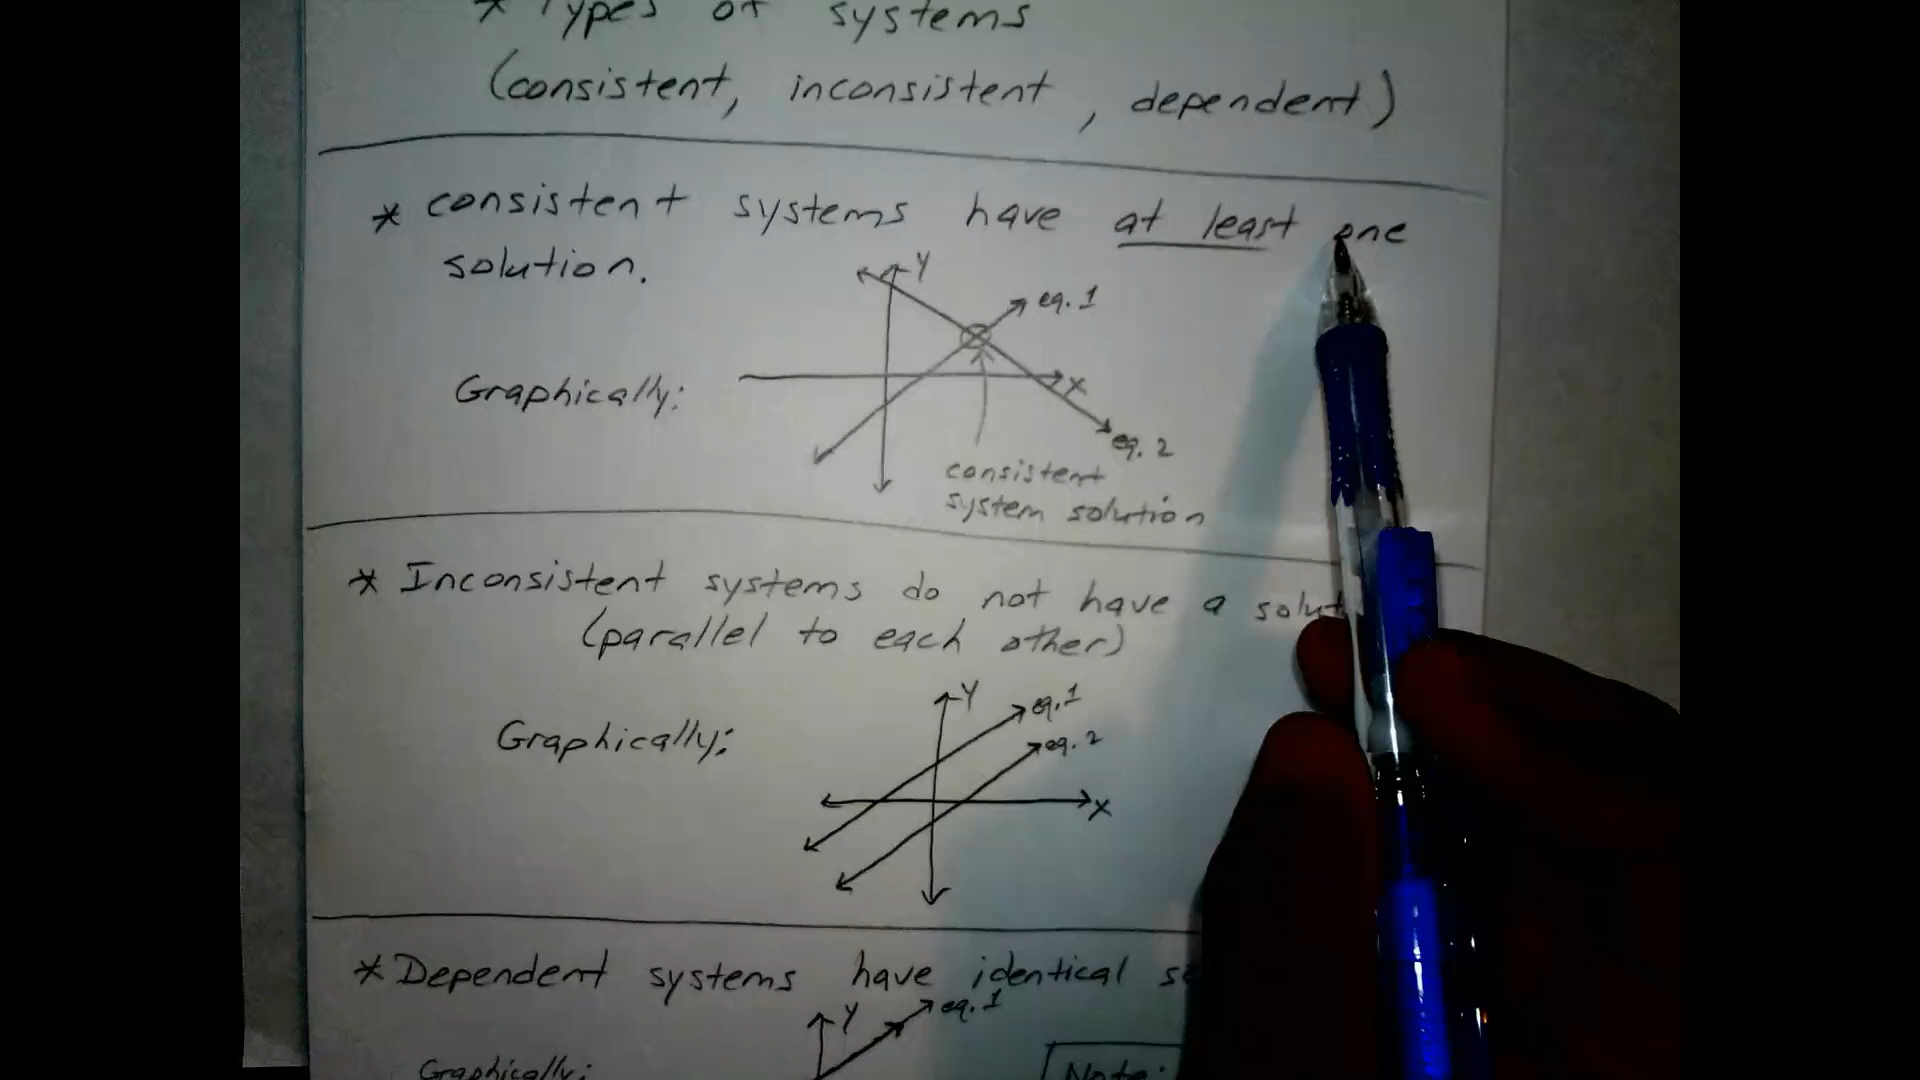 * Types of systems
(consistent, inconsistent, dependent)
* consistent systems have at least one
solution.
Y
eq. 1
Graphically:
X
eq. 2
consistent
system solution
* Inconsistent systems do not have a
(parallel to each other)
Y
eq. 1
Graphically:
eq. 2
X
* Dependent systems have identical
Y
eq. 1
Graphically:
Note: